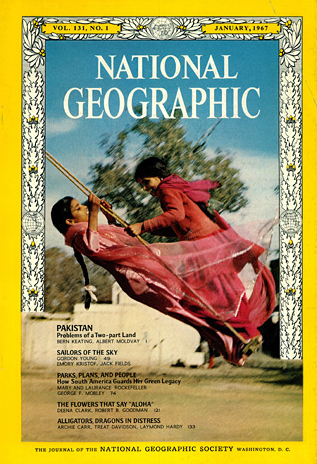 VOL. 131, NO. 1
JANUARY, 1967
NATIONAL
GEOGRAPHIC
PAKISTAN
Problems of a Two-part Land
BERN KEATING, ALBERT MOLDVAY 1
SAILORS OF THE SKY
GORDON YOUNG 49
EMORY KRISTOF, JACK FIELDS
PARKS, PLANS, AND PEOPLE
How South America Guards Her Green Legacy
MARY AND LAURANCE ROCKEFELLER
GEORGE F. MOBLEY 74
THE FLOWERS THAT SAY "ALOHA"
DEENA CLARK, ROBERT B. GOODMAN 121
ALLIGATORS, DRAGONS IN DISTRESS
ARCHIE CARR, TREAT DAVIDSON, LAYMOND HARDY 133
THE JOURNAL OF THE NATIONAL GEOGRAPHIC SOCIETY WASHINGTON, D. C.